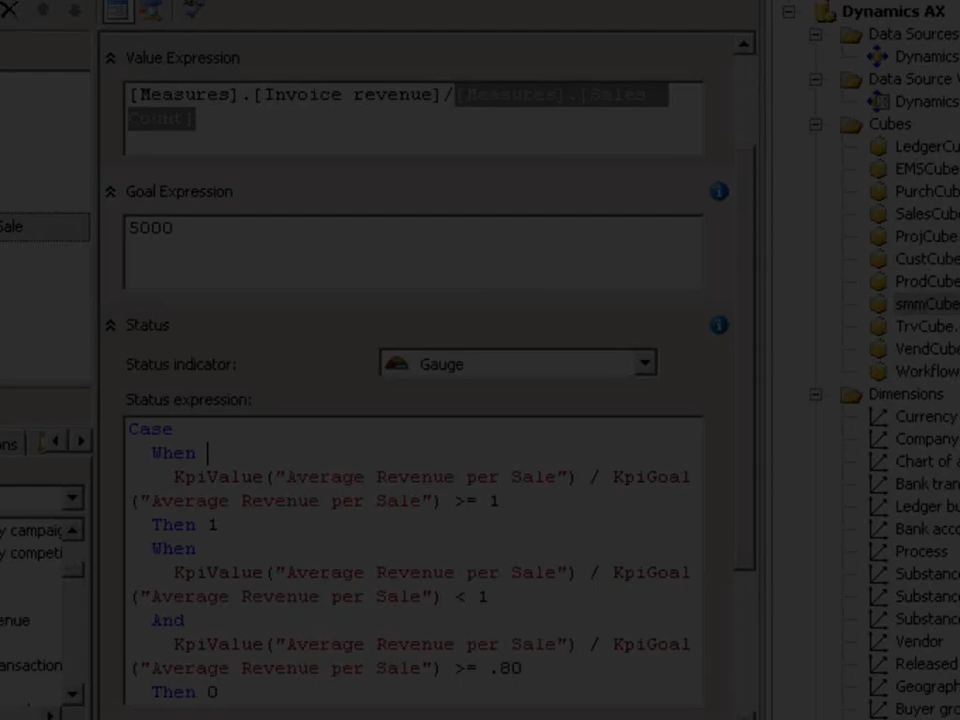 Value Expression
[Measures].[Invoice revenue]/[Measures].[Sales
Count]
Goal Expression
5000
Status
Status indicator:
Gauge
Status expression:
Case
When
KpiValue("Average Revenue per Sale") / KpiGoal
("Average Revenue per Sale") >= 1
Then 1
When
KpiValue("Average Revenue per Sale") / KpiGoal
("Average Revenue per Sale") < 1
And
KpiValue("Average Revenue per Sale") / KpiGoal
("Average Revenue per Sale") >= .80
Then 0
Sale
ons
y campaig
y competi
enue
ansaction
Dynamics AX
Data Sources
Dynamics
Data Source V
Dynamics
Cubes
LedgerCu
EMSCube
PurchCub
SalesCub
ProjCube
CustCube
ProdCube
smmCube
TrvCube.
VendCube
Workflow
Dimensions
Currency
Company
Chart of a
Bank tran
Ledger bu
Bank acco
Process
Substanc
Substanc
Substanc
Vendor
Released
Geograph
Buyer gro